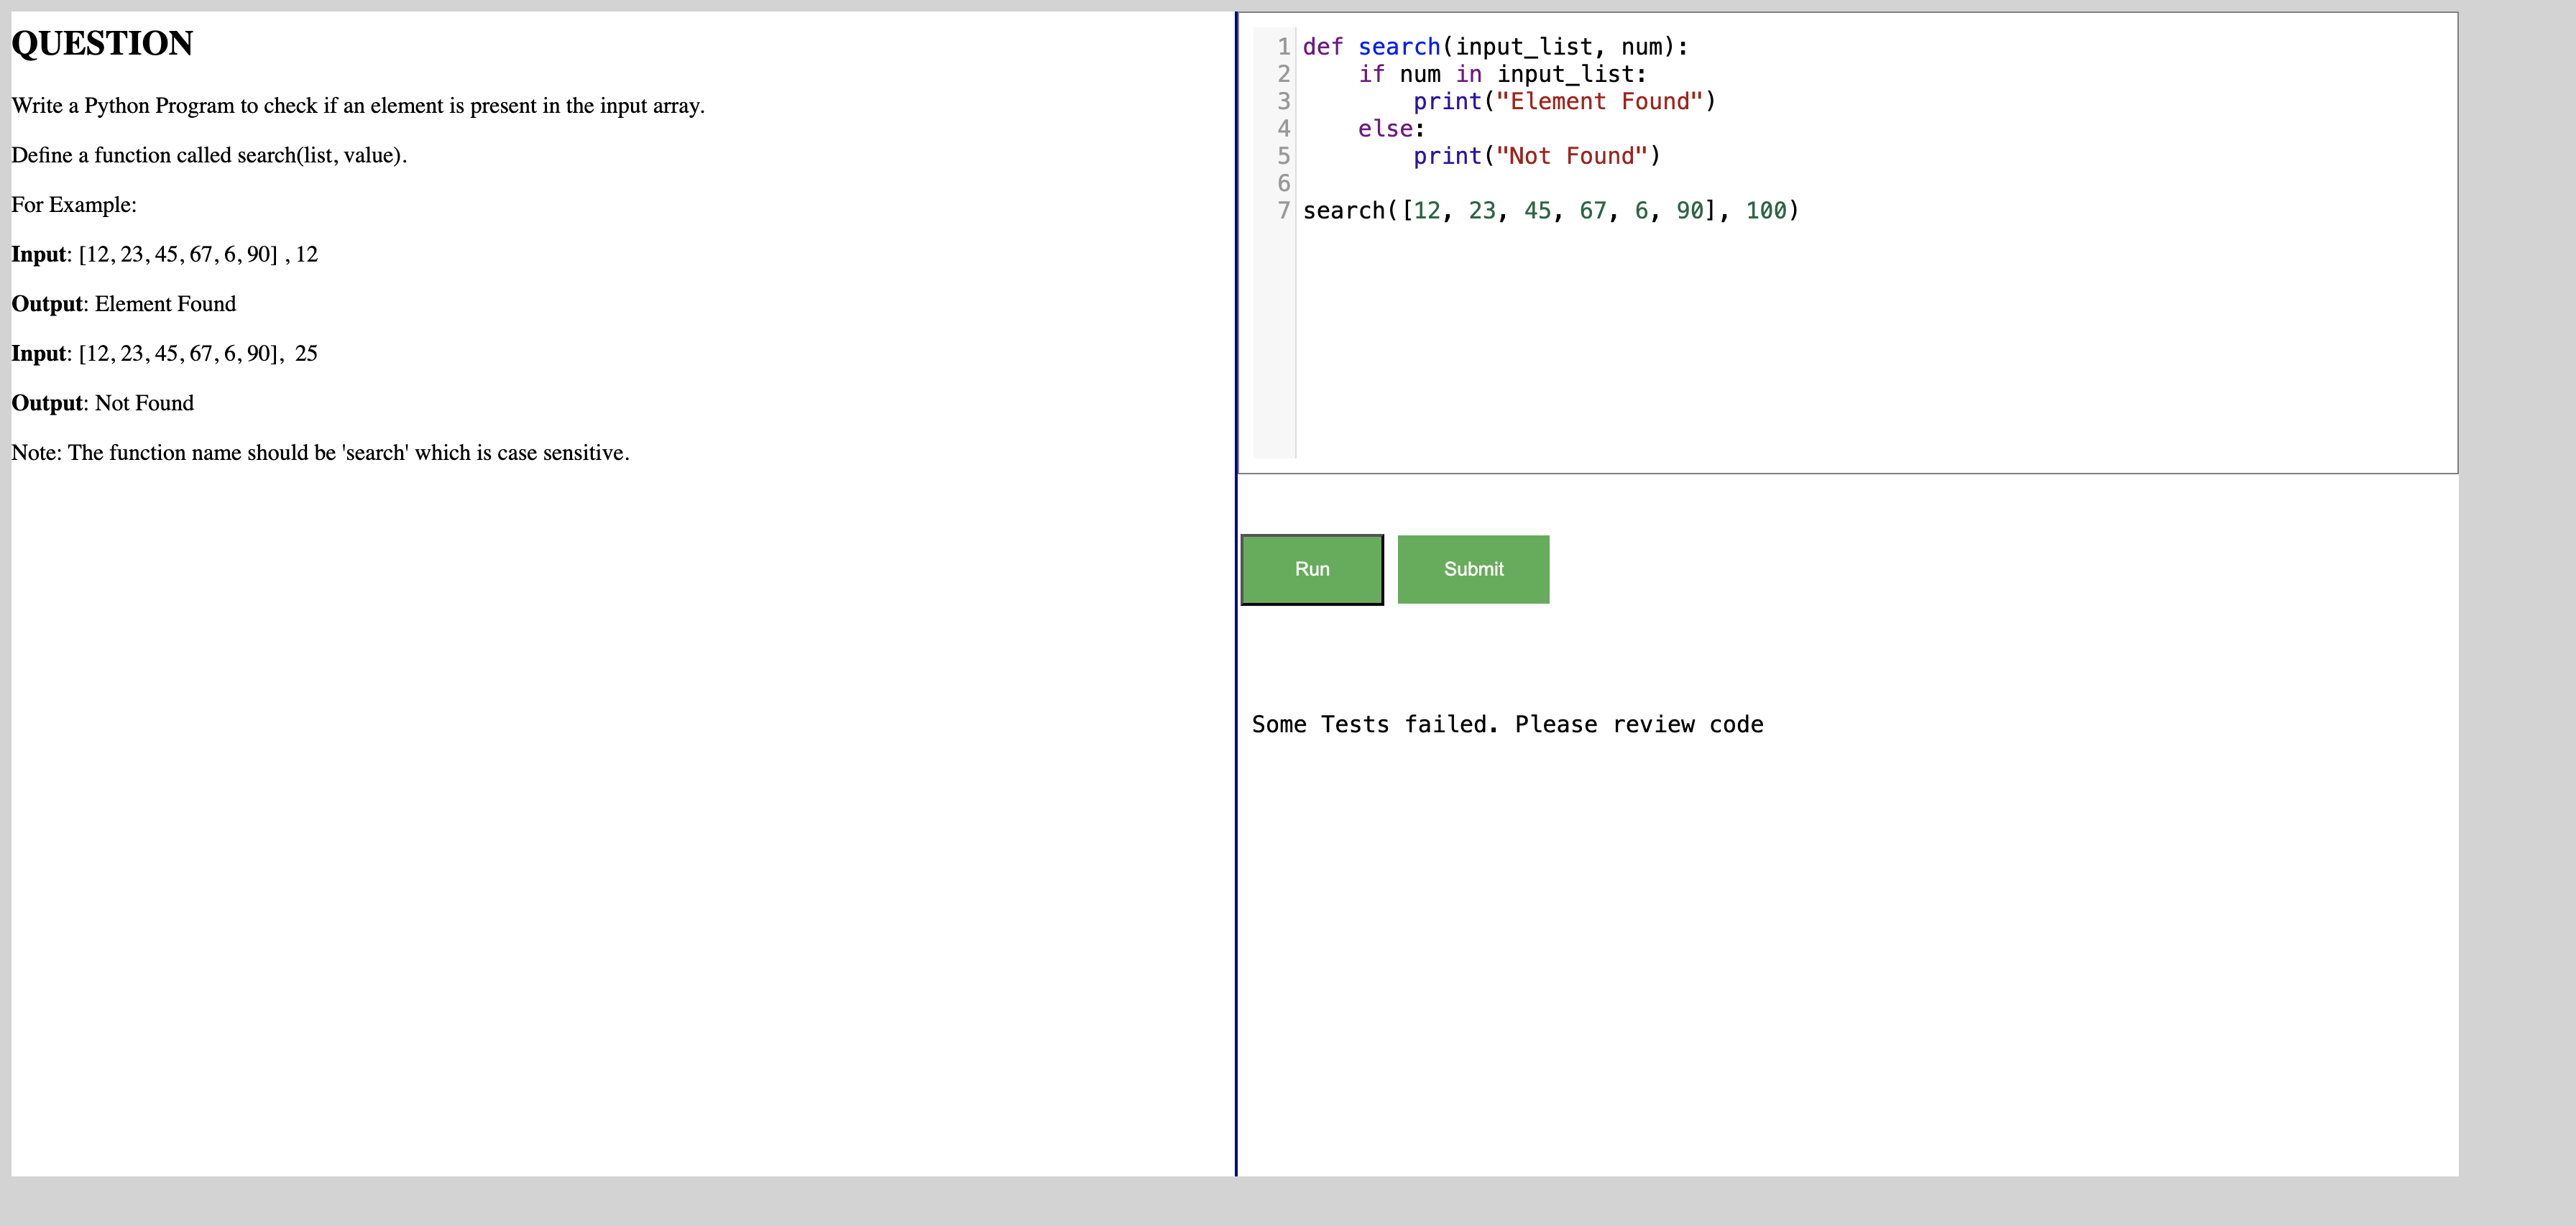 QUESTION
Write a Python Program to check if an element is present in the input array.
Define a function called search(list, value).
For Example:
Input: [12, 23, 45, 67, 6, 90] , 12
Output: Element Found
Input: [12, 23, 45, 67, 6, 90],  25
Output: Not Found
Note: The function name should be 'search' which is case sensitive.
1 def search(input_list, num):
2     if num in input_list:
3         print("Element Found")
4     else:
5         print("Not Found")
6
7 search([12, 23, 45, 67, 6, 90], 100)
Run Submit
Some Tests failed. Please review code